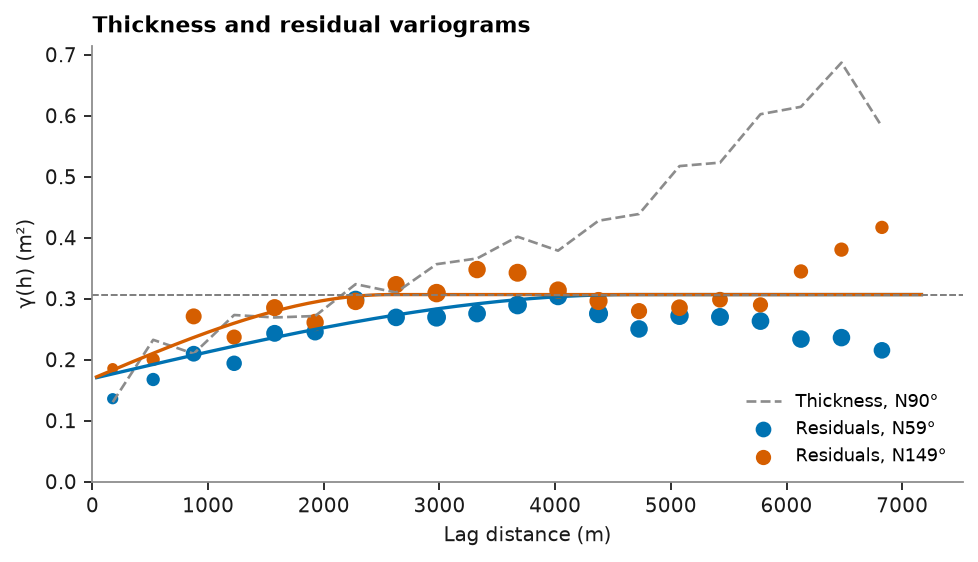 Thickness and residual variograms
γ(h) (m²)
0.7
0.6
0.5
0.4
0.3
0.2
0.1
0.0
0 1000 2000 3000 4000 5000 6000 7000
Lag distance (m)
Thickness, N90°
Residuals, N59°
Residuals, N149°